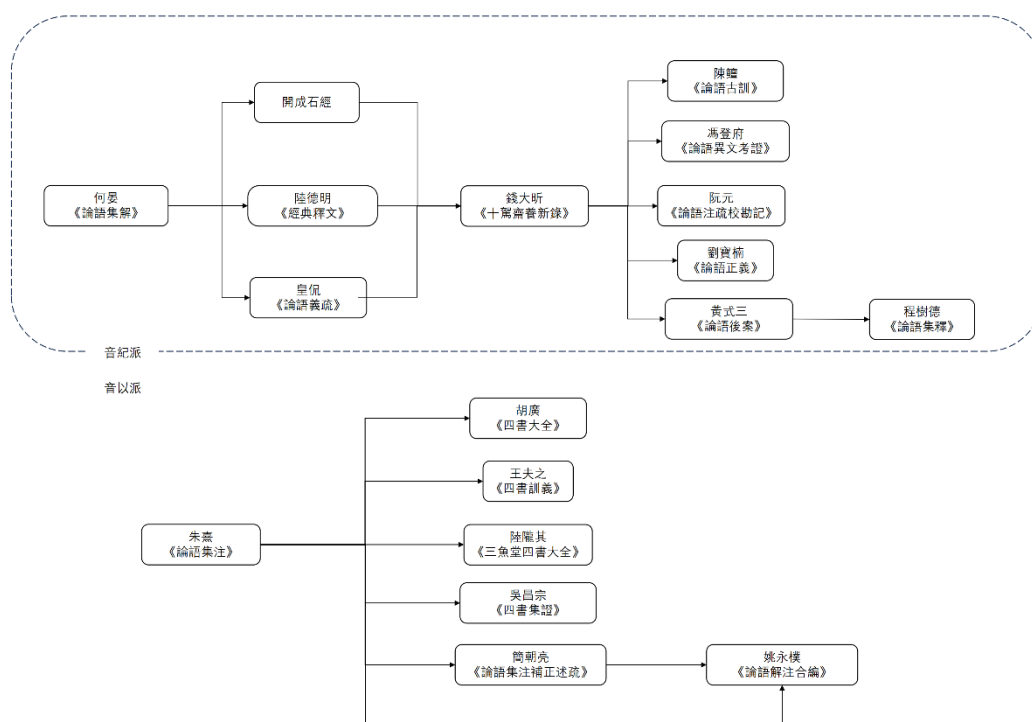 開成石經
何晏
《論語集解》
陸德明
《經典釋文》
皇侃
《論語義疏》
錢大昕
《十駕齋養新錄》
陳鱣
《論語古訓》
馮登府
《論語異文考證》
阮元
《論語注疏校勘記》
劉寶楠
《論語正義》
黃式三
《論語後案》
程樹德
《論語集釋》
音紀派
音以派
朱熹
《論語集注》
胡廣
《四書大全》
王夫之
《四書訓義》
陸隴其
《三魚堂四書大全》
吳昌宗
《四書集證》
簡朝亮
《論語集注補正述疏》
姚永樸
《論語解注合編》